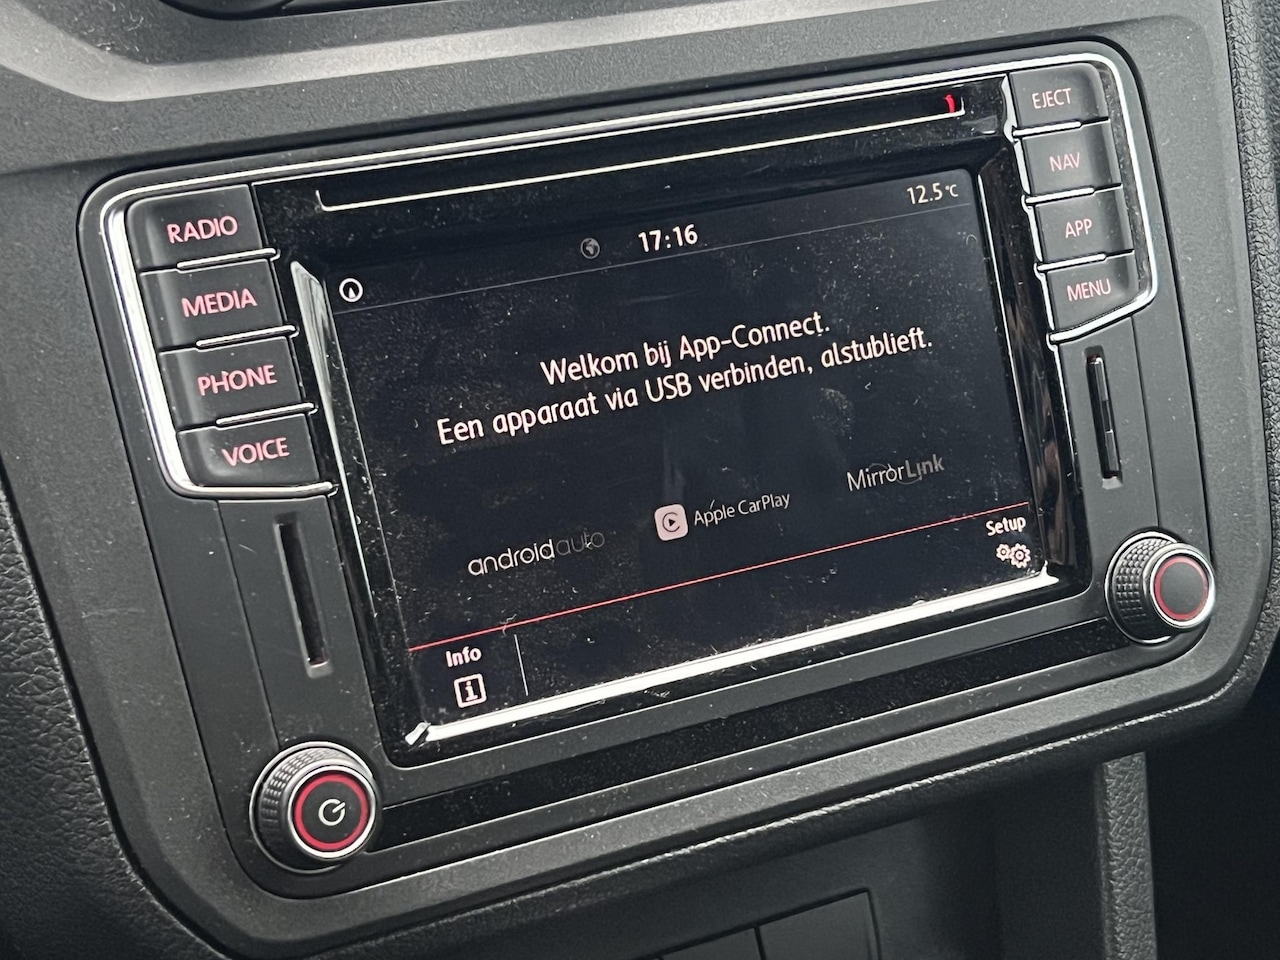 EJECT
RADIO
NAV
12.5°C
17:16
MEDIA
APP
PHONE
MENU
VOICE
Welkom bij App-Connect.
Een apparaat via USB verbinden, alstublieft.
androidauto
Apple CarPlay
MirrorLink
Setup
Info